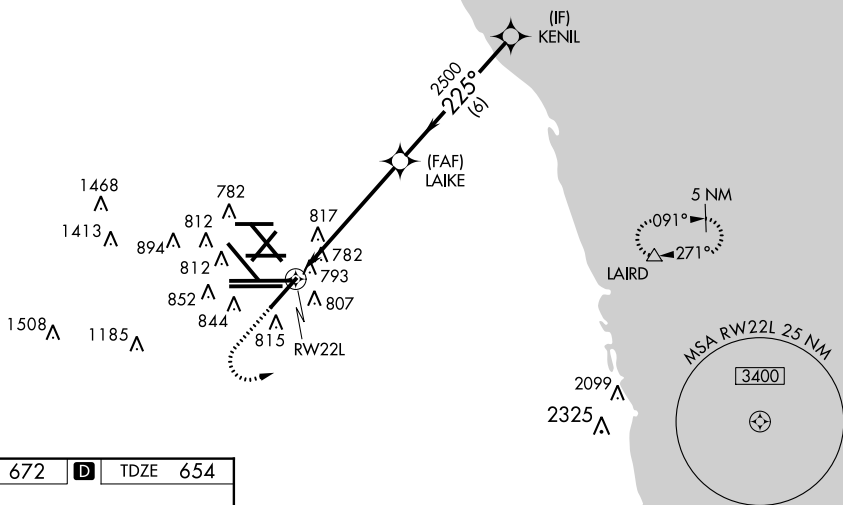 (IF)
KENIL
2500
225°
(6)
(FAF)
LAIKE
1468
782
1413
894
812
817
5 NM
091°
271°
LAIRD
812
782
793
852
844
807
815
RW22L
1508
1185
MSA RW22L 25 NM
3400
2099
2325
672 D TDZE 654